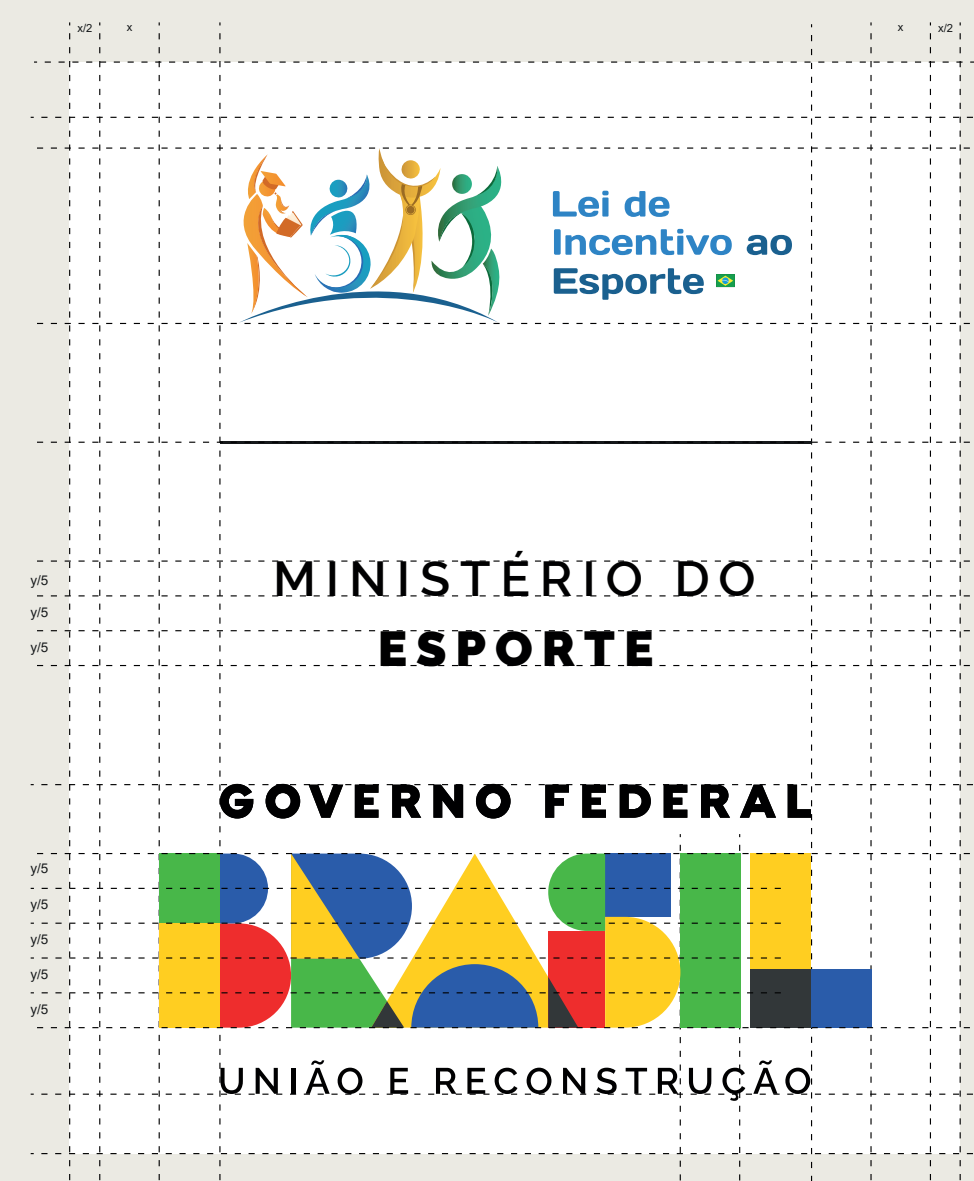 x/2 x x x/2
Lei de
Incentivo ao
Esporte
y/5 MINISTÉRIO DO
y/5
y/5 ESPORTE
GOVERNO FEDERAL
y/5
y/5
y/5
y/5
y/5
BRASIL
UNIÃO E RECONSTRUÇÃO